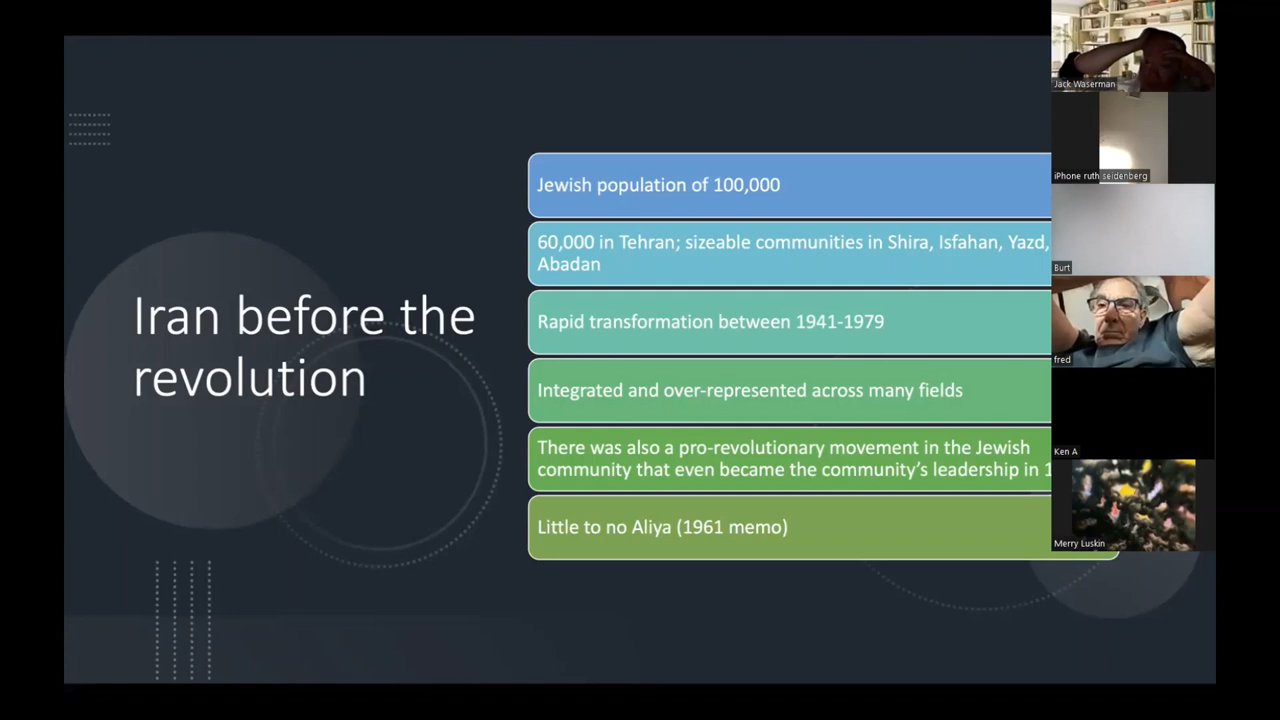 Iran before the
revolution
Jewish population of 100,000
60,000 in Tehran; sizeable communities in Shira, Isfahan, Yazd,
Abadan
Rapid transformation between 1941-1979
Integrated and over-represented across many fields
There was also a pro-revolutionary movement in the Jewish
community that even became the community's leadership in 1
Little to no Aliya (1961 memo)
Jack Waserman
iPhone ruth seidenberg
Burt
fred
Ken A
Merry Luskin